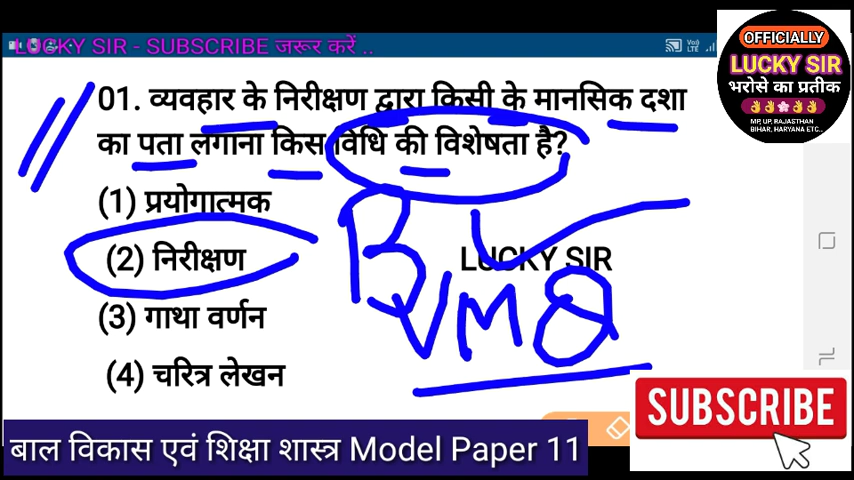 LUCKY SIR - SUBSCRIBE जरूर करें ..
OFFICIALLY
LUCKY SIR
भरोसे का प्रतीक
MP, UP, RAJASTHAN
BIHAR, HARYANA ETC..
01. व्यवहार के निरीक्षण द्वारा किसी के मानसिक दशा
का पता लगाना किस विधि की विशेषता है?
(1) प्रयोगात्मक
(2) निरीक्षण
LUCKY SIR
(3) गाथा वर्णन
(4) चरित्र लेखन
SUBSCRIBE
बाल विकास एवं शिक्षा शास्त्र Model Paper 11